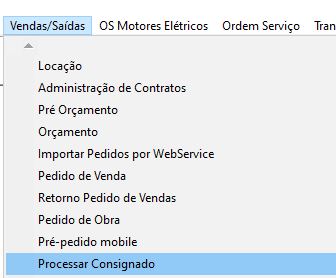 Vendas/Saídas OS Motores Elétricos Ordem Serviço Tran
Locação
Administração de Contratos
Pré Orçamento
Orçamento
Importar Pedidos por WebService
Pedido de Venda
Retorno Pedido de Vendas
Pedido de Obra
Pré-pedido mobile
Processar Consignado